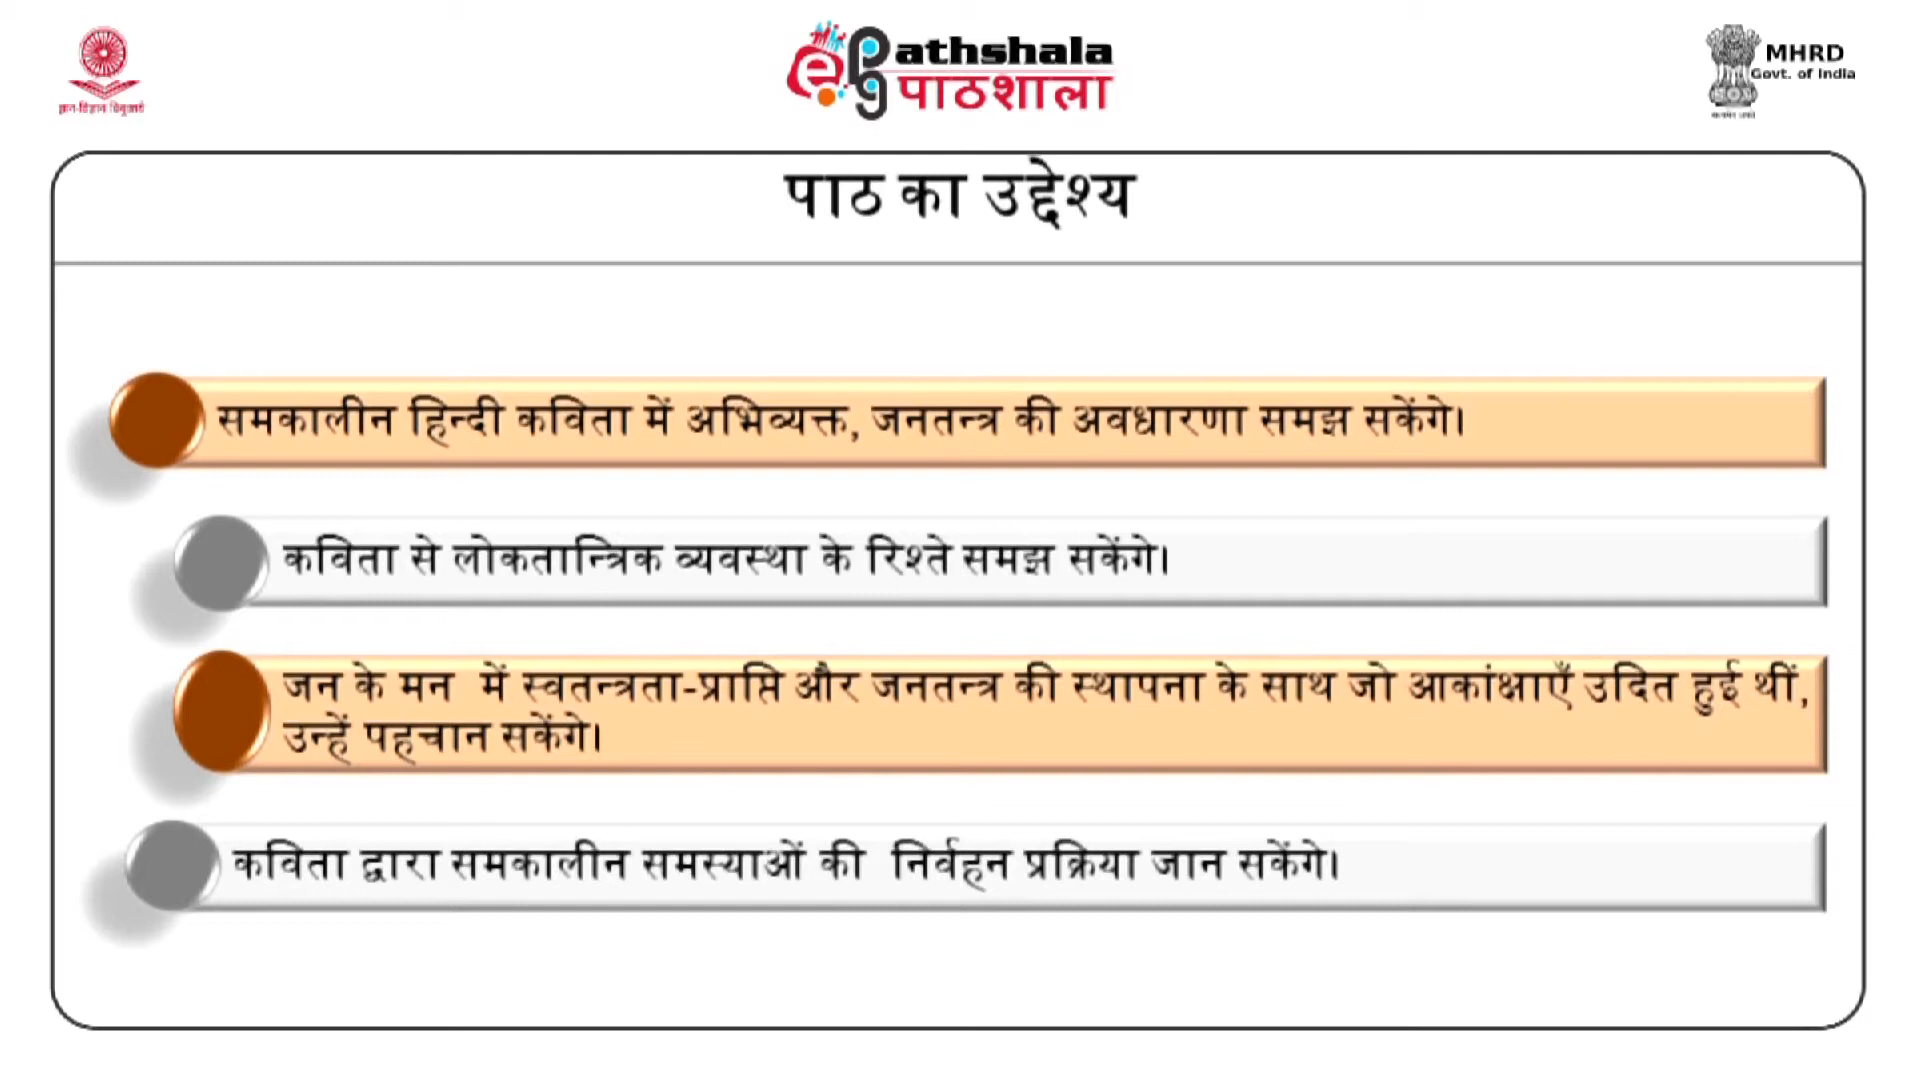 ज्ञान-विज्ञान विमुक्तये
e
Pathshala
पाठशाला
MHRD
Govt. of India
पाठ का उद्देश्य
समकालीन हिन्दी कविता में अभिव्यक्त, जनतन्त्र की अवधारणा समझ सकेंगे।
कविता से लोकतान्त्रिक व्यवस्था के रिश्ते समझ सकेंगे।
जन के मन में स्वतन्त्रता-प्राप्ति और जनतन्त्र की स्थापना के साथ जो आकांक्षाएँ उदित हुई थीं,
उन्हें पहचान सकेंगे।
कविता द्वारा समकालीन समस्याओं की निर्वहन प्रक्रिया जान सकेंगे।